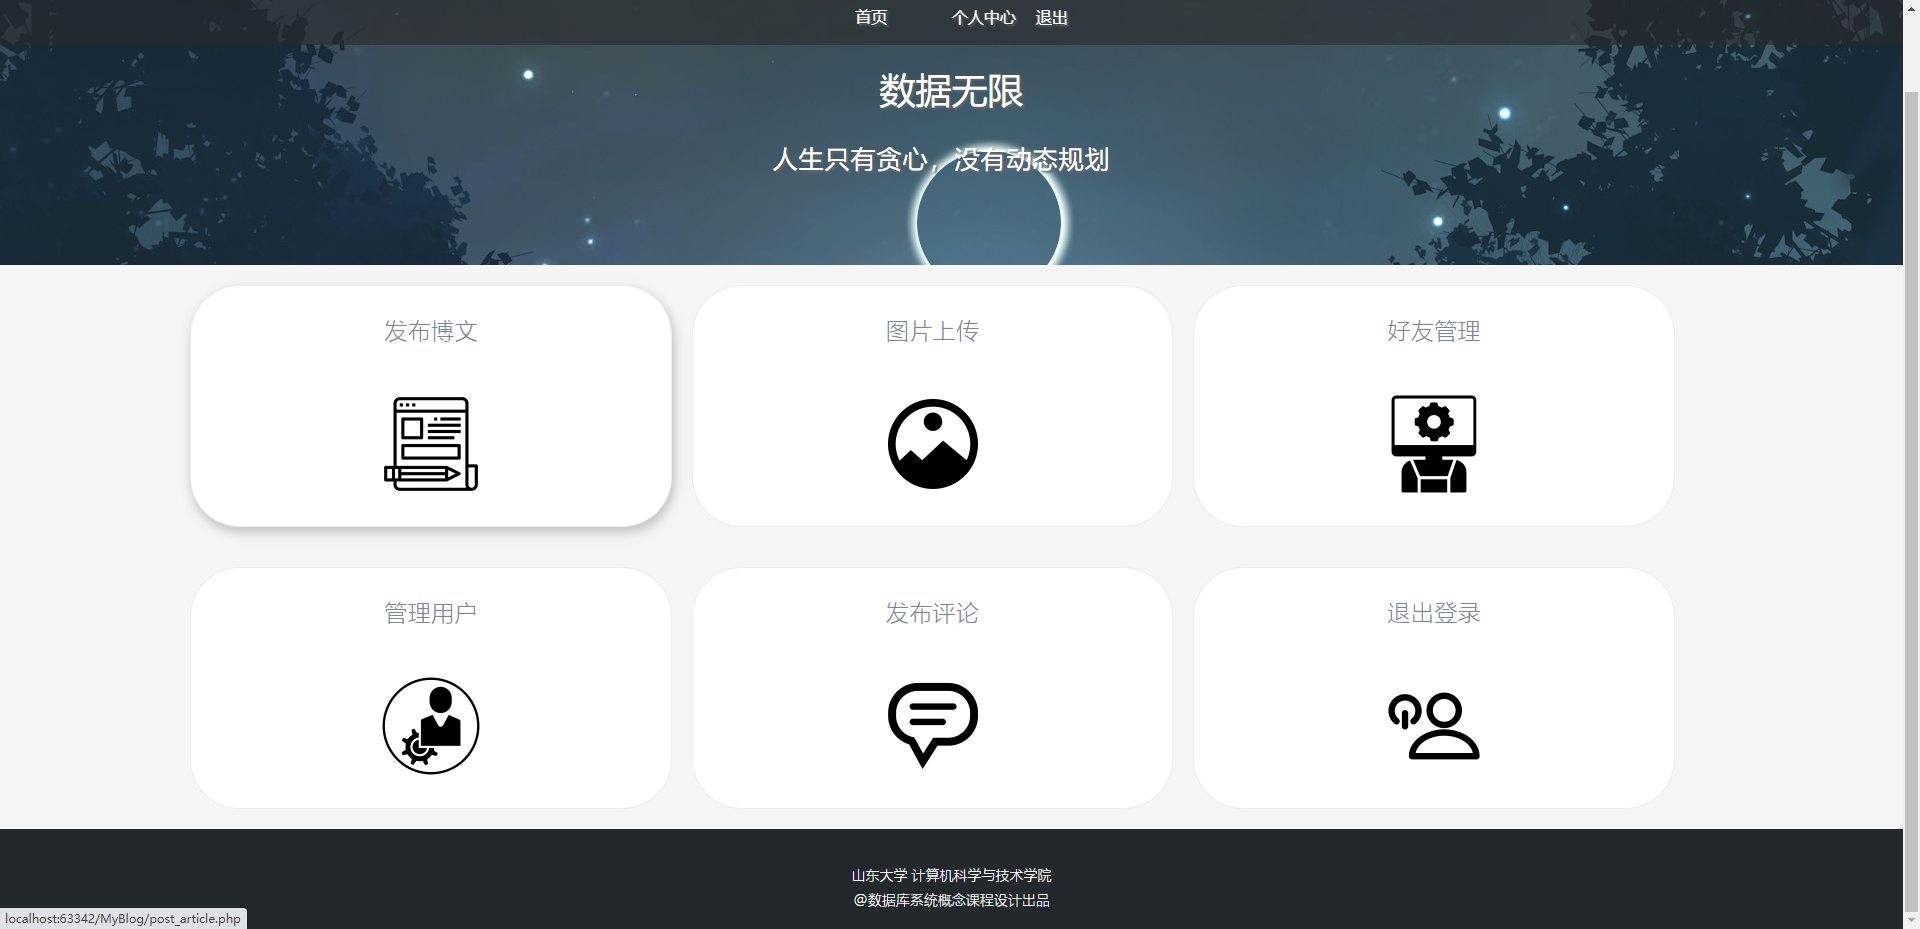 首页 个人中心 退出
数据无限
人生只有贪心，没有动态规划
发布博文
图片上传
好友管理
管理用户
发布评论
退出登录
山东大学 计算机科学与技术学院
@数据库系统概念课程设计出品
localhost:63342/MyBlog/post_article.php